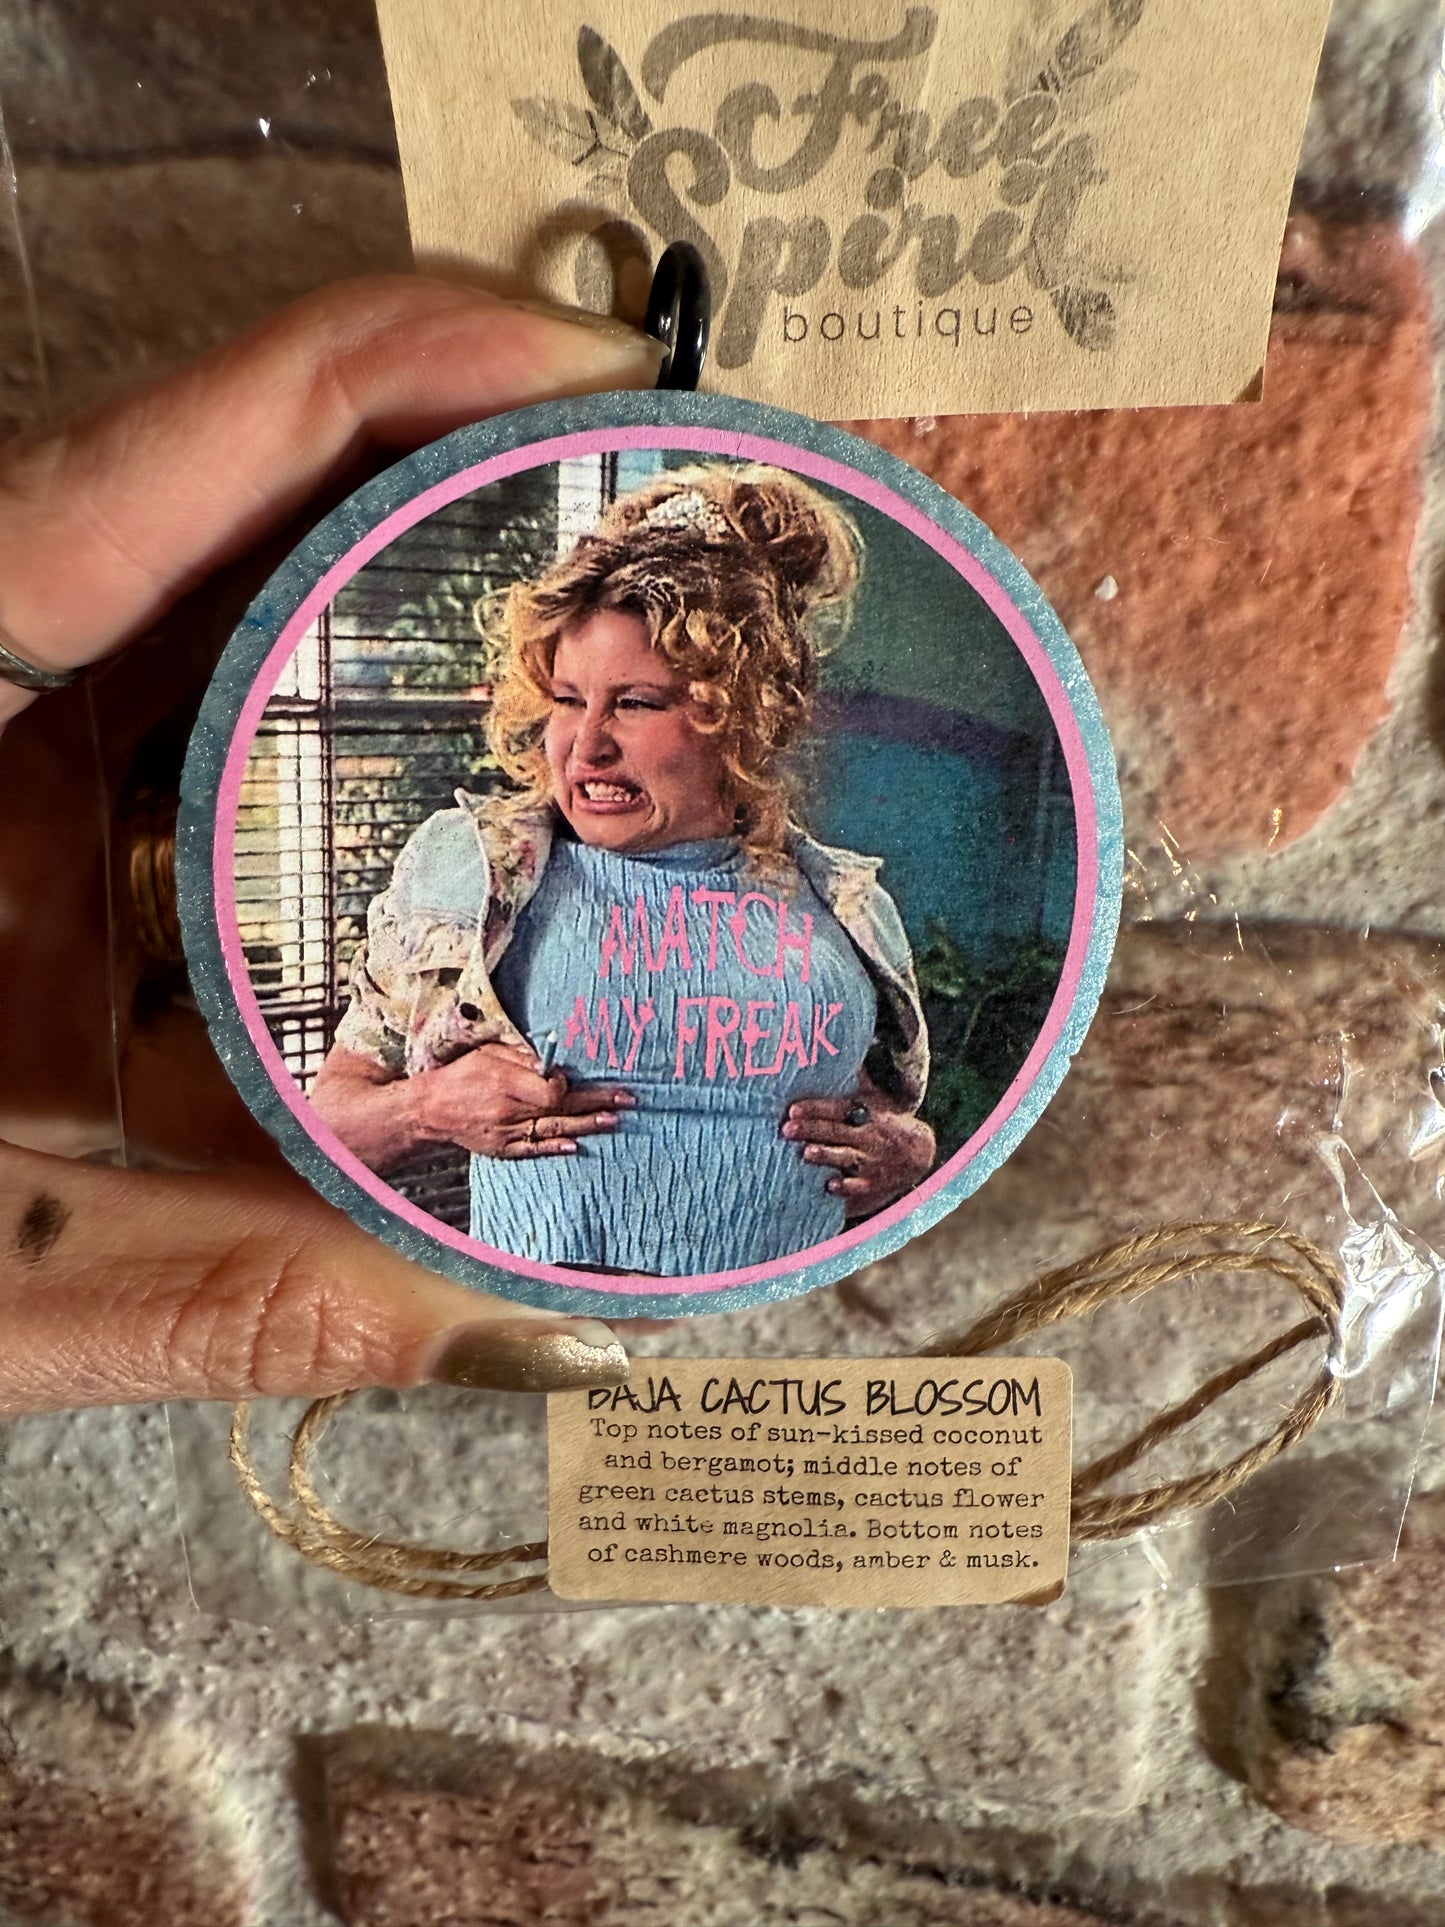 Free
Spirit
boutique
MATCH
MY FREAK
BAJA CACTUS BLOSSOM
Top notes of sun-kissed coconut
and bergamot; middle notes of
green cactus stems, cactus flower
and white magnolia. Bottom notes
of cashmere woods, amber & musk.